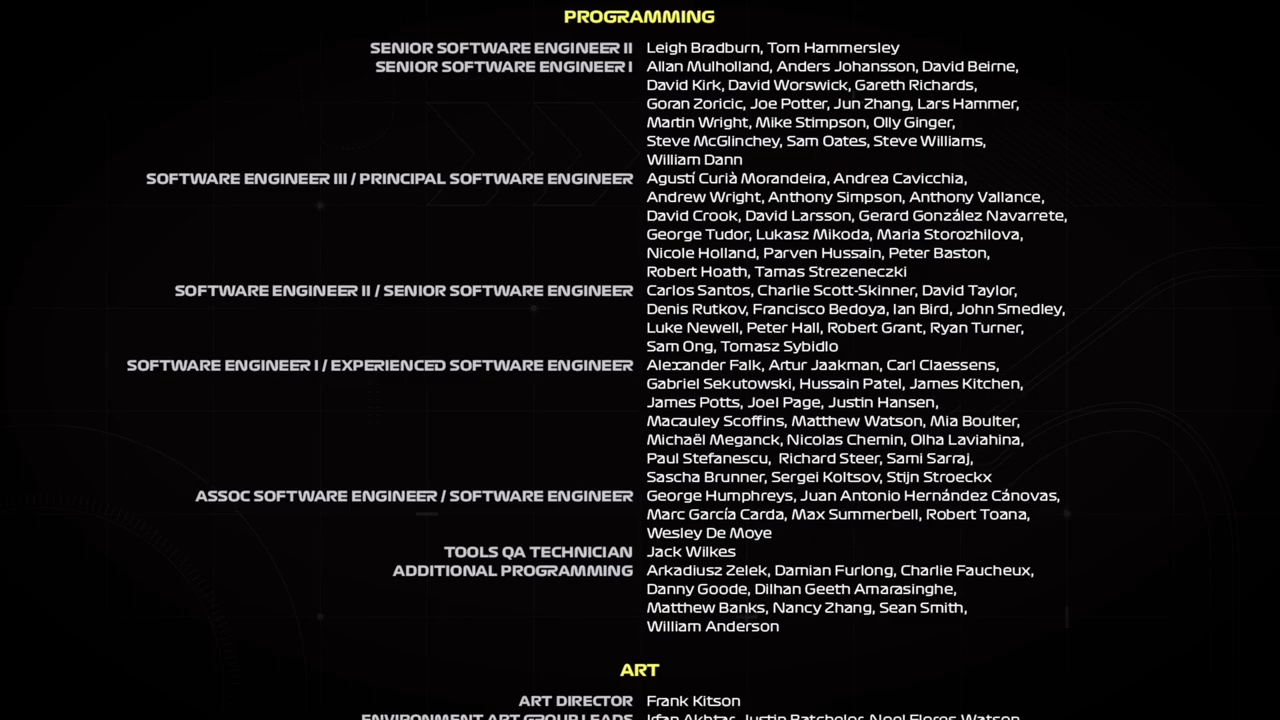 PROGRAMMING
SENIOR SOFTWARE ENGINEER II Leigh Bradburn, Tom Hammersley
SENIOR SOFTWARE ENGINEER I Allan Mulholland, Anders Johansson, David Beirne,
David Kirk, David Worswick, Gareth Richards,
Goran Zoricic, Joe Potter, Jun Zhang, Lars Hammer,
Martin Wright, Mike Stimpson, Olly Ginger,
Steve McGlinchey, Sam Oates, Steve Williams,
William Dann
SOFTWARE ENGINEER III / PRINCIPAL SOFTWARE ENGINEER Agustí Curià Morandeira, Andrea Cavicchia,
Andrew Wright, Anthony Simpson, Anthony Vallance,
David Crook, David Larsson, Gerard González Navarrete,
George Tudor, Lukasz Mikoda, Maria Storozhilova,
Nicole Holland, Parven Hussain, Peter Baston,
Robert Hoath, Tamas Strezeneczki
SOFTWARE ENGINEER II / SENIOR SOFTWARE ENGINEER Carlos Santos, Charlie Scott-Skinner, David Taylor,
Denis Rutkov, Francisco Bedoya, Ian Bird, John Smedley,
Luke Newell, Peter Hall, Robert Grant, Ryan Turner,
Sam Ong, Tomasz Sybidlo
SOFTWARE ENGINEER I / EXPERIENCED SOFTWARE ENGINEER Alexander Falk, Artur Jaakman, Carl Claessens,
Gabriel Sekutowski, Hussain Patel, James Kitchen,
James Potts, Joel Page, Justin Hansen,
Macauley Scoffins, Matthew Watson, Mia Boulter,
Michaël Meganck, Nicolas Chemin, Olha Laviahina,
Paul Stefanescu, Richard Steer, Sami Sarraj,
Sascha Brunner, Sergei Koltsov, Stijn Stroeckx
ASSOC SOFTWARE ENGINEER / SOFTWARE ENGINEER George Humphreys, Juan Antonio Hernández Cánovas,
Marc García Carda, Max Summerbell, Robert Toana,
Wesley De Moye
TOOLS QA TECHNICIAN Jack Wilkes
ADDITIONAL PROGRAMMING Arkadiusz Zelek, Damian Furlong, Charlie Faucheux,
Danny Goode, Dilhan Geeth Amarasinghe,
Matthew Banks, Nancy Zhang, Sean Smith,
William Anderson
ART
ART DIRECTOR Frank Kitson
ENVIRONMENT ART GROUP LEADS Irfan Akhtar, Justin Batchelor, Noel Flores Watson,